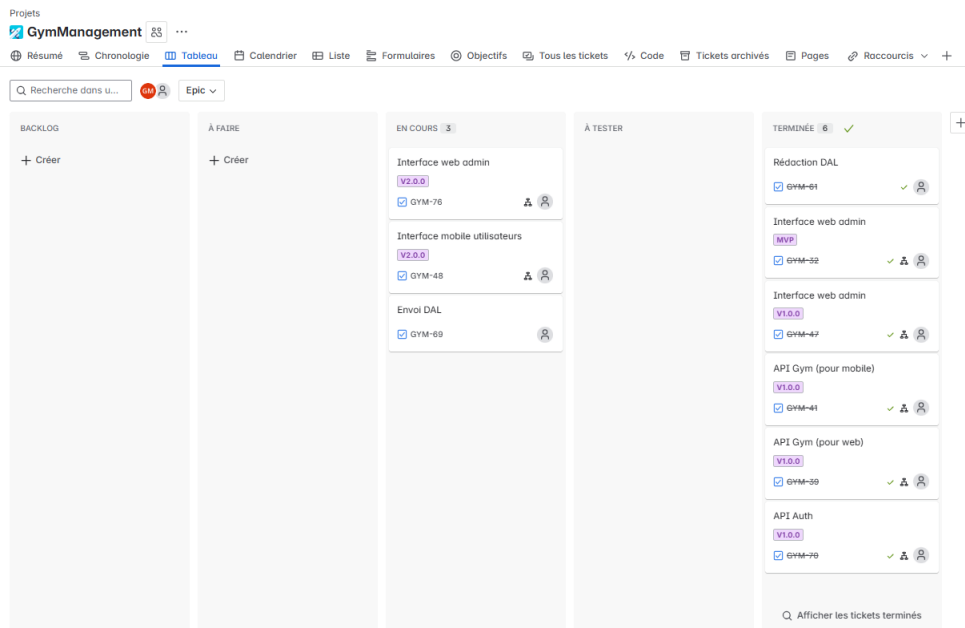 Projets
GymManagement
Résumé Chronologie Tableau Calendrier Liste Formulaires Objectifs Tous les tickets Code Tickets archivés Pages Raccourcis
Recherche dans u... GM Epic
BACKLOG
Créer
À FAIRE
Créer
EN COURS 3
Interface web admin
V2.0.0
GYM-76
Interface mobile utilisateurs
V2.0.0
GYM-48
Envoi DAL
GYM-69
À TESTER
TERMINÉE 6
Rédaction DAL
GYM-61
Interface web admin
MVP
GYM-32
Interface web admin
V1.0.0
GYM-47
API Gym (pour mobile)
V1.0.0
GYM-41
API Gym (pour web)
V1.0.0
GYM-39
API Auth
V1.0.0
GYM-70
Afficher les tickets terminés